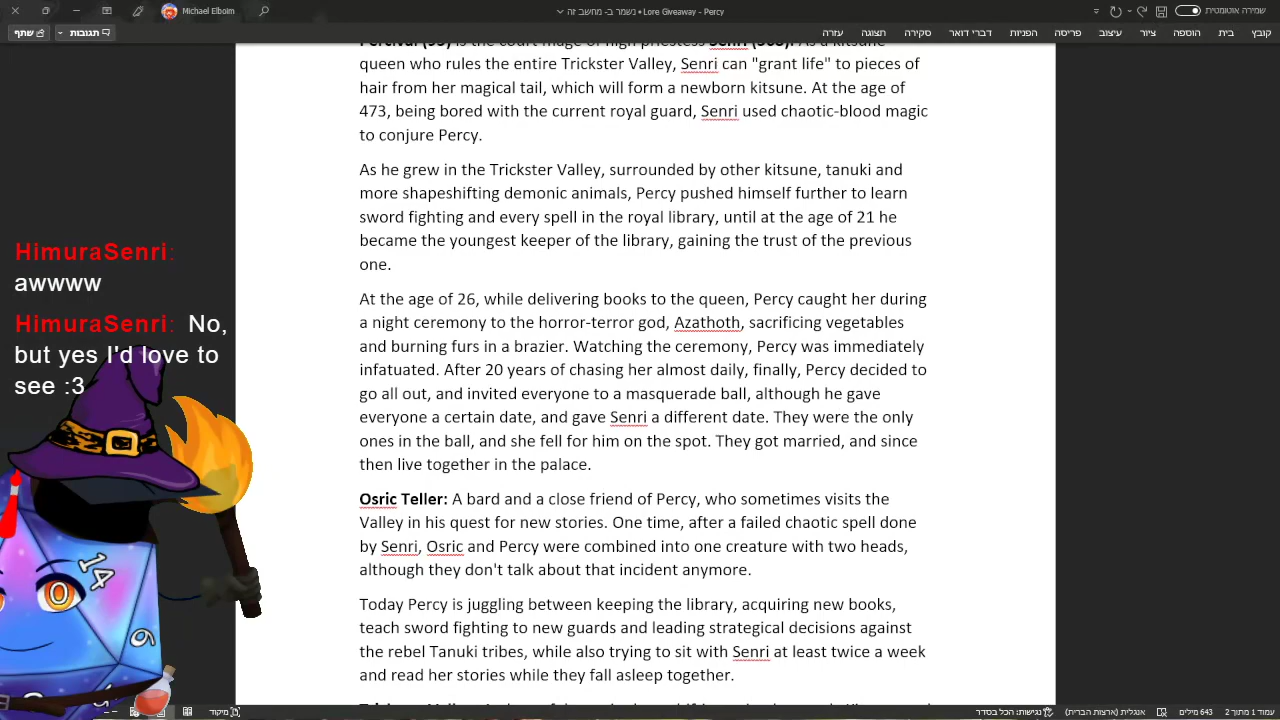 Michael Elboim
Lore Giveaway - Percy • נשמר ב- מחשב זה
שמירה אוטומטית
שתף
תגובות
קובץ בית הוספה ציור עיצוב פריסה הפניות דברי דואר סקירה תצוגה עזרה
queen who rules the entire Trickster Valley, Senri can "grant life" to pieces of
hair from her magical tail, which will form a newborn kitsune. At the age of
473, being bored with the current royal guard, Senri used chaotic-blood magic
to conjure Percy.
As he grew in the Trickster Valley, surrounded by other kitsune, tanuki and
more shapeshifting demonic animals, Percy pushed himself further to learn
sword fighting and every spell in the royal library, until at the age of 21 he
became the youngest keeper of the library, gaining the trust of the previous
one.
At the age of 26, while delivering books to the queen, Percy caught her during
a night ceremony to the horror-terror god, Azathoth, sacrificing vegetables
and burning furs in a brazier. Watching the ceremony, Percy was immediately
infatuated. After 20 years of chasing her almost daily, finally, Percy decided to
go all out, and invited everyone to a masquerade ball, although he gave
everyone a certain date, and gave Senri a different date. They were the only
ones in the ball, and she fell for him on the spot. They got married, and since
then live together in the palace.
Osric Teller: A bard and a close friend of Percy, who sometimes visits the
Valley in his quest for new stories. One time, after a failed chaotic spell done
by Senri, Osric and Percy were combined into one creature with two heads,
although they don't talk about that incident anymore.
Today Percy is juggling between keeping the library, acquiring new books,
teach sword fighting to new guards and leading strategical decisions against
the rebel Tanuki tribes, while also trying to sit with Senri at least twice a week
and read her stories while they fall asleep together.
HimuraSenri:
awwww
HimuraSenri: No,
but yes I'd love to
see :3
14
0
9
עמוד 1 מתוך 2 643 מילים אנגלית (ארצות הברית) נגישות: הכל בסדר
מיקוד